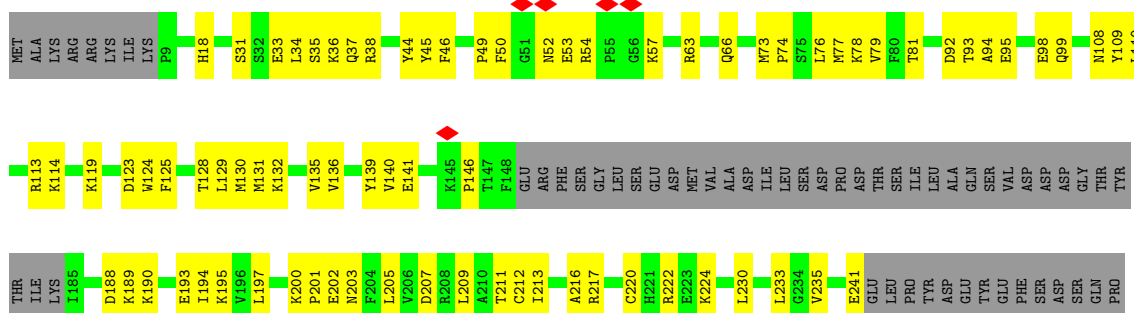 MET ALA LYS ARG ARG LYS ILE LYS P9 H18 S31 S32 E33 L34 S35 K36 Q37 R38 Y44 Y45 F46 P49 F50 G51 N52 E53 R54 P55 G56 K57 R63 Q66 M73 P74 S75 L76 M77 K78 V79 F80 T81 D92 T93 A94 E95 E98 Q99 N108 Y109
R113 K114 K119 D123 W124 F125 T128 L129 M130 M131 K132 V135 V136 Y139 V140 E141 K145 P146 T147 F148 GLU ARG PHE SER GLY LEU SER GLU ASP MET VAL ALA ASP ILE LEU SER ASP PRO ASP THR SER ILE LEU ALA GLN SER VAL ASP ASP ASP GLY THR TYR
THR ILE LYS I185 D188 K189 K190 E193 I194 K195 V196 L197 K200 P201 E202 N203 F204 L205 V206 D207 R208 L209 A210 T211 C212 I213 A216 R217 C220 H221 R222 E223 K224 L230 L233 G234 V235 E241 GLU LEU PRO TYR ASP GLU TYR GLU PHE SER ASP SER GLN PRO